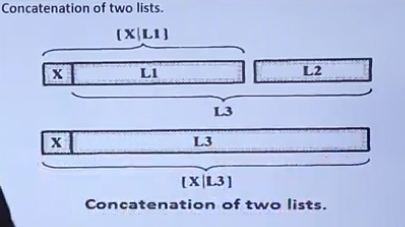 Concatenation of two lists.
[X|L1]
X L1 L2
L3
X L3
[X|L3]
Concatenation of two lists.